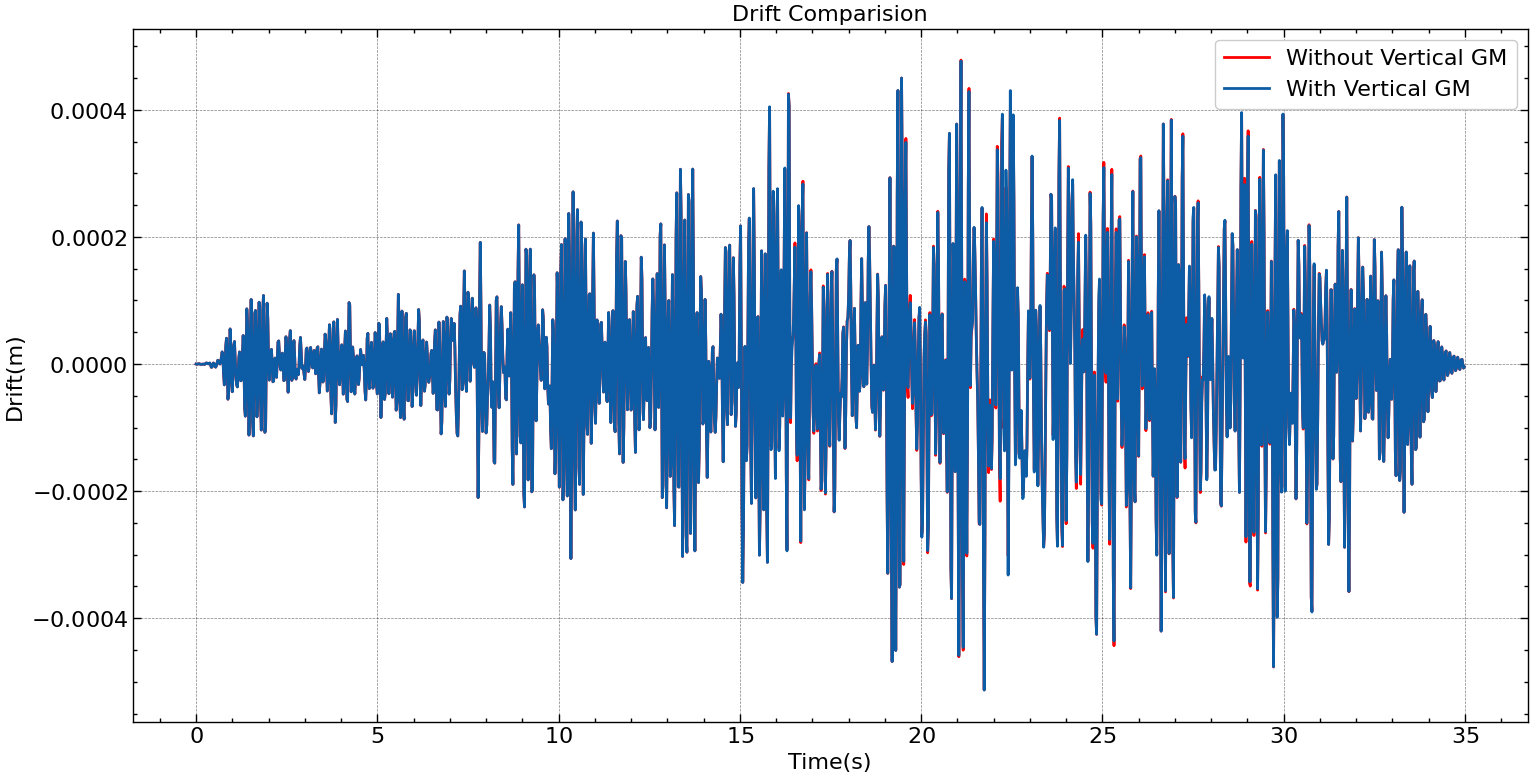 Drift Comparision
Without Vertical GM
With Vertical GM
0.0004
0.0002
0.0000
−0.0002
−0.0004
Drift(m)
0 5 10 15 20 25 30 35
Time(s)